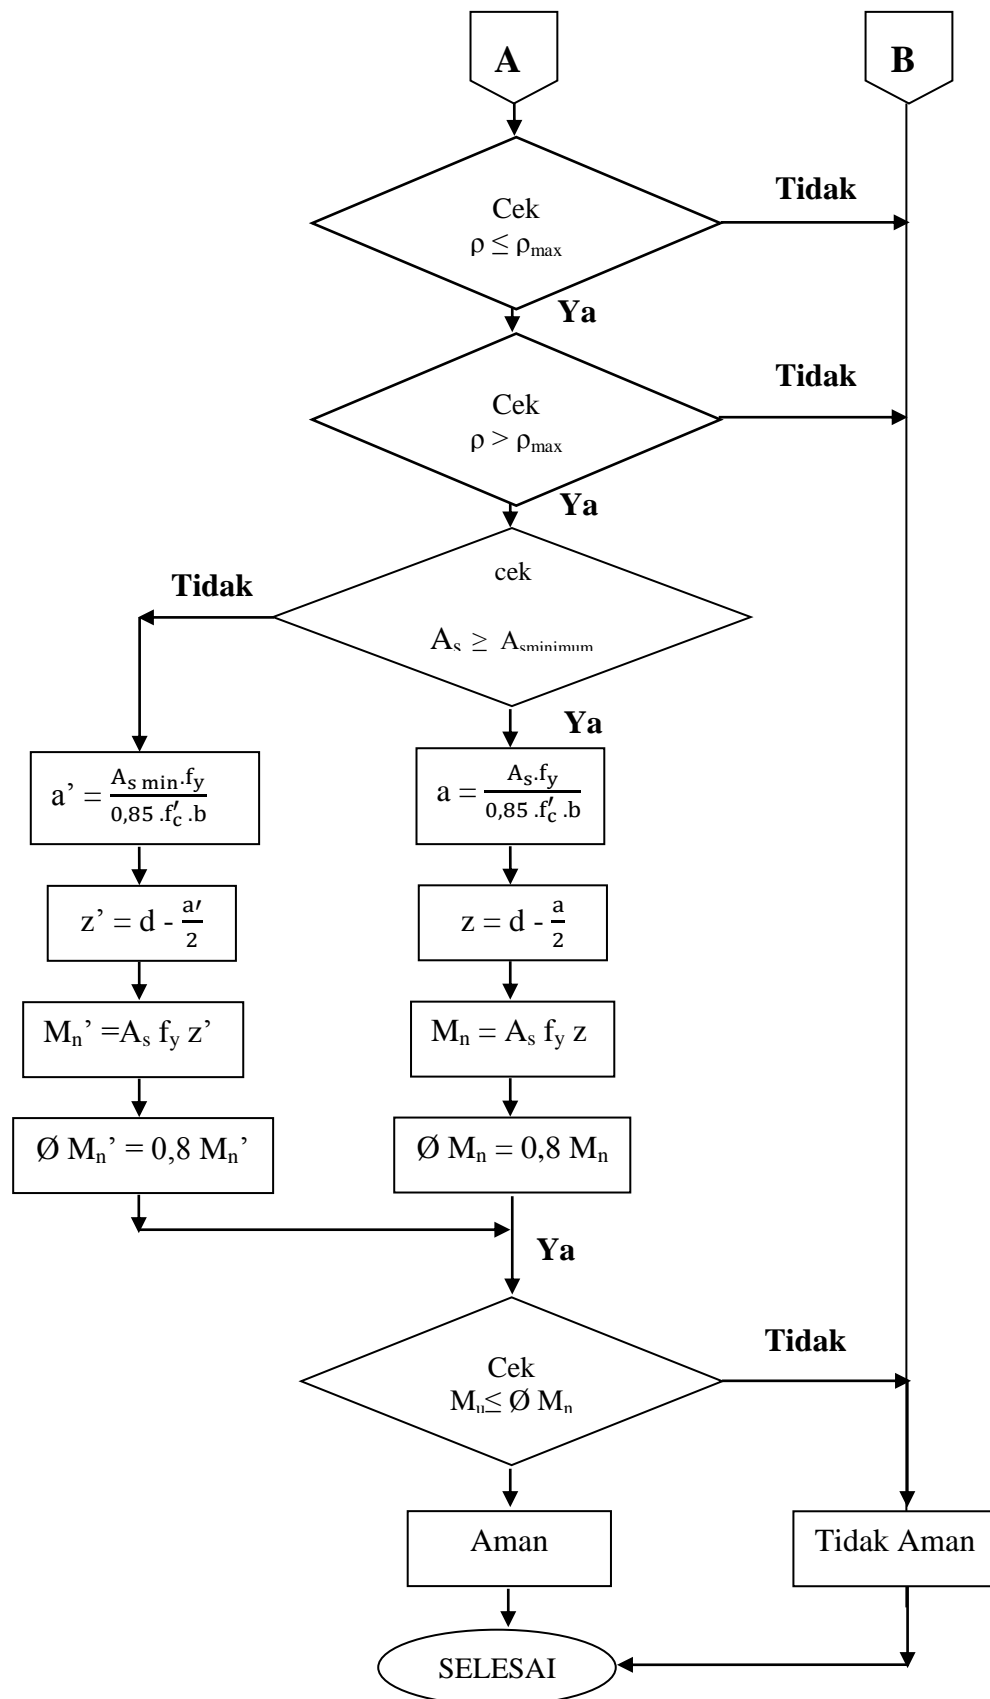 A
B
Tidak
Cek
ρ ≤ ρmax
Ya
Tidak
Cek
ρ > ρmax
Ya
cek
Tidak
As ≥ Asminimum
Ya
a’ = As min.fy / 0,85 .f′c .b
a = As.fy / 0,85 .f′c .b
z’ = d - a′/2
z = d - a/2
Mn’ =As fy z’
Mn = As fy z
Ø Mn’ = 0,8 Mn’
Ø Mn = 0,8 Mn
Ya
Tidak
Cek
Mu≤ Ø Mn
Aman
Tidak Aman
SELESAI